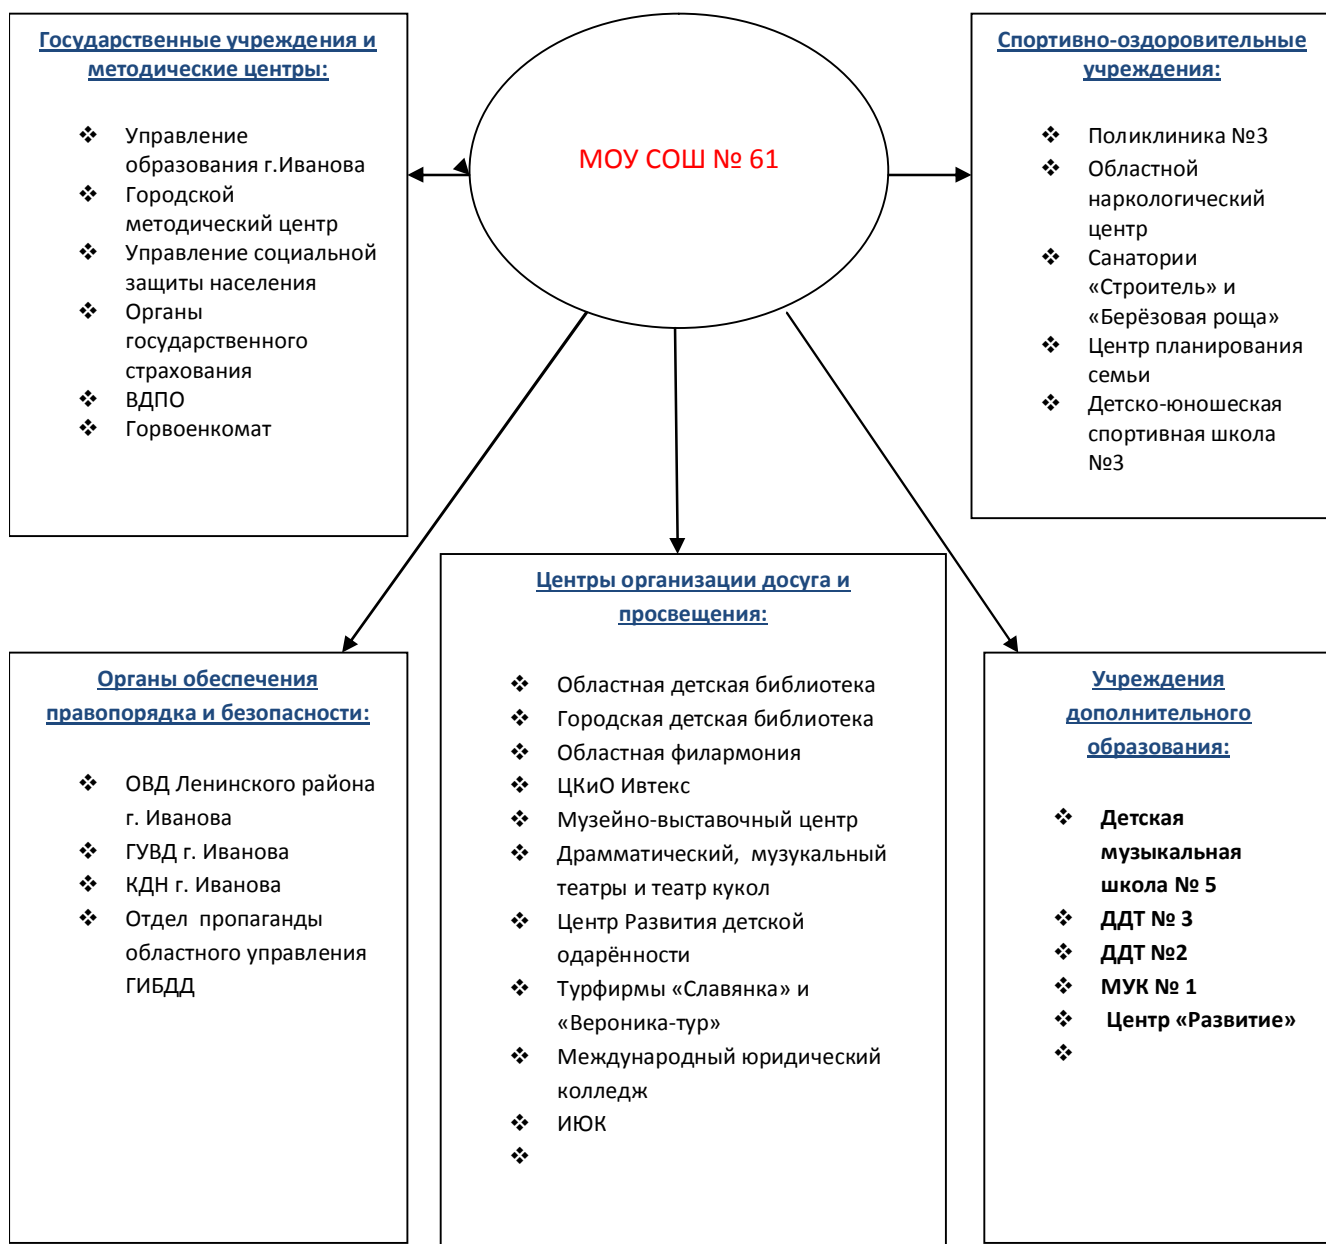 Государственные учреждения и
методические центры:
❖ Управление
образования г.Иванова
❖ Городской
методический центр
❖ Управление социальной
защиты населения
❖ Органы
государственного
страхования
❖ ВДПО
❖ Горвоенкомат
МОУ СОШ № 61
Спортивно-оздоровительные
учреждения:
❖ Поликлиника №3
❖ Областной
наркологический
центр
❖ Санатории
«Строитель» и
«Берёзовая роща»
❖ Центр планирования
семьи
❖ Детско-юношеская
спортивная школа
№3
Органы обеспечения
правопорядка и безопасности:
❖ ОВД Ленинского района
г. Иванова
❖ ГУВД г. Иванова
❖ КДН г. Иванова
❖ Отдел  пропаганды
областного управления
ГИБДД
Центры организации досуга и
просвещения:
❖ Областная детская библиотека
❖ Городская детская библиотека
❖ Областная филармония
❖ ЦКиО Ивтекс
❖ Музейно-выставочный центр
❖ Драмматический,  музукальный
театры и театр кукол
❖ Центр Развития детской
одарённости
❖ Турфирмы «Славянка» и
«Вероника-тур»
❖ Международный юридический
колледж
❖ ИЮК
❖
Учреждения
дополнительного
образования:
❖ Детская
музыкальная
школа № 5
❖ ДДТ № 3
❖ ДДТ №2
❖ МУК № 1
❖ Центр «Развитие»
❖